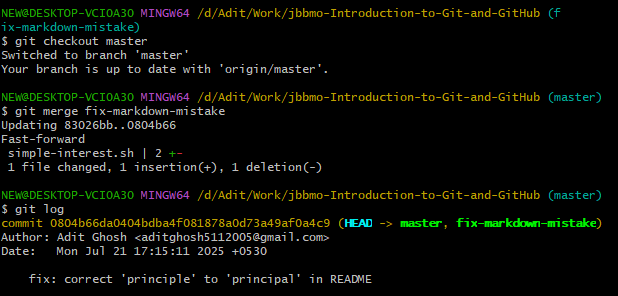 NEW@DESKTOP-VCIOA3O MINGW64 /d/Adit/Work/jbbmo-Introduction-to-Git-and-GitHub (f
ix-markdown-mistake)
$ git checkout master
Switched to branch 'master'
Your branch is up to date with 'origin/master'.
NEW@DESKTOP-VCIOA3O MINGW64 /d/Adit/Work/jbbmo-Introduction-to-Git-and-GitHub (master)
$ git merge fix-markdown-mistake
Updating 83026bb..0804b66
Fast-forward
 simple-interest.sh | 2 +-
 1 file changed, 1 insertion(+), 1 deletion(-)
NEW@DESKTOP-VCIOA3O MINGW64 /d/Adit/Work/jbbmo-Introduction-to-Git-and-GitHub (master)
$ git log
commit 0804b66da0404bdba4f081878a0d73a49af0a4c9 (HEAD -> master, fix-markdown-mistake)
Author: Adit Ghosh <aditghosh5112005@gmail.com>
Date:   Mon Jul 21 17:15:11 2025 +0530
    fix: correct 'principle' to 'principal' in README